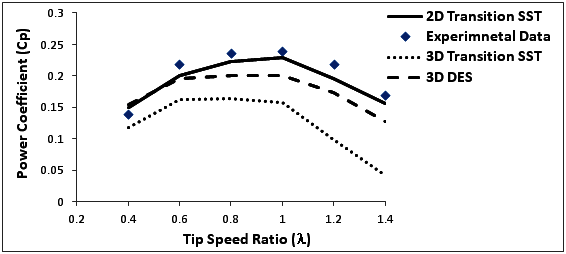 0.3
0.25
0.2
0.15
0.1
0.05
0
Power Coefficient (Cp)
0.2 0.4 0.6 0.8 1 1.2 1.4
Tip Speed Ratio (λ)
2D Transition SST
Experimnetal Data
3D Transition SST
3D DES